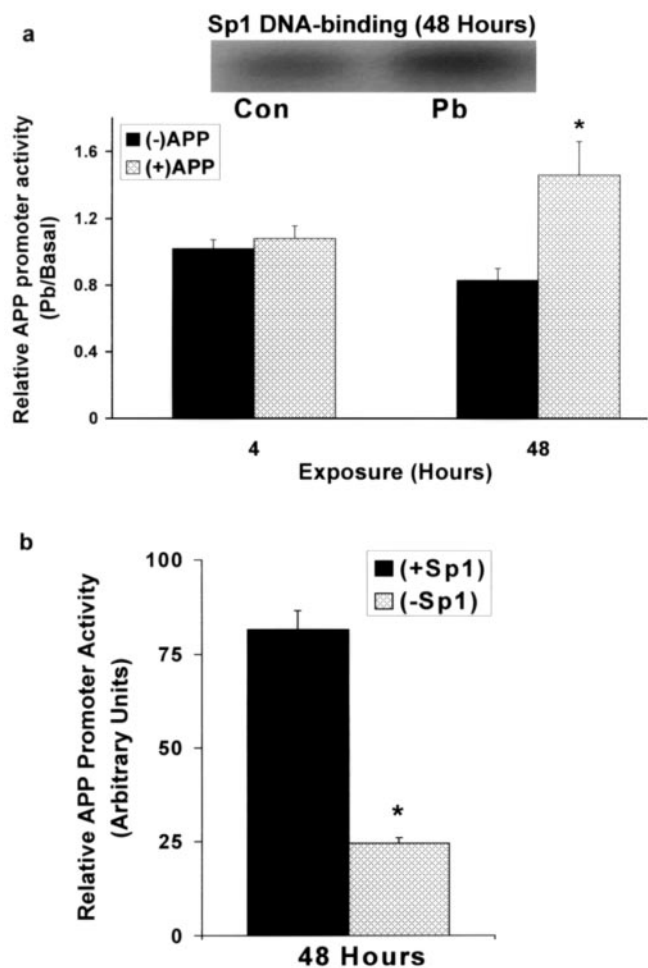 a
Sp1 DNA-binding (48 Hours)
Con Pb
(-)APP
(+)APP
*
Relative APP promoter activity
(Pb/Basal)
1.6
1.2
0.8
0.4
0
4 48
Exposure (Hours)
b
(+Sp1)
(-Sp1)
*
Relative APP Promoter Activity
(Arbitrary Units)
100
75
50
25
0
48 Hours